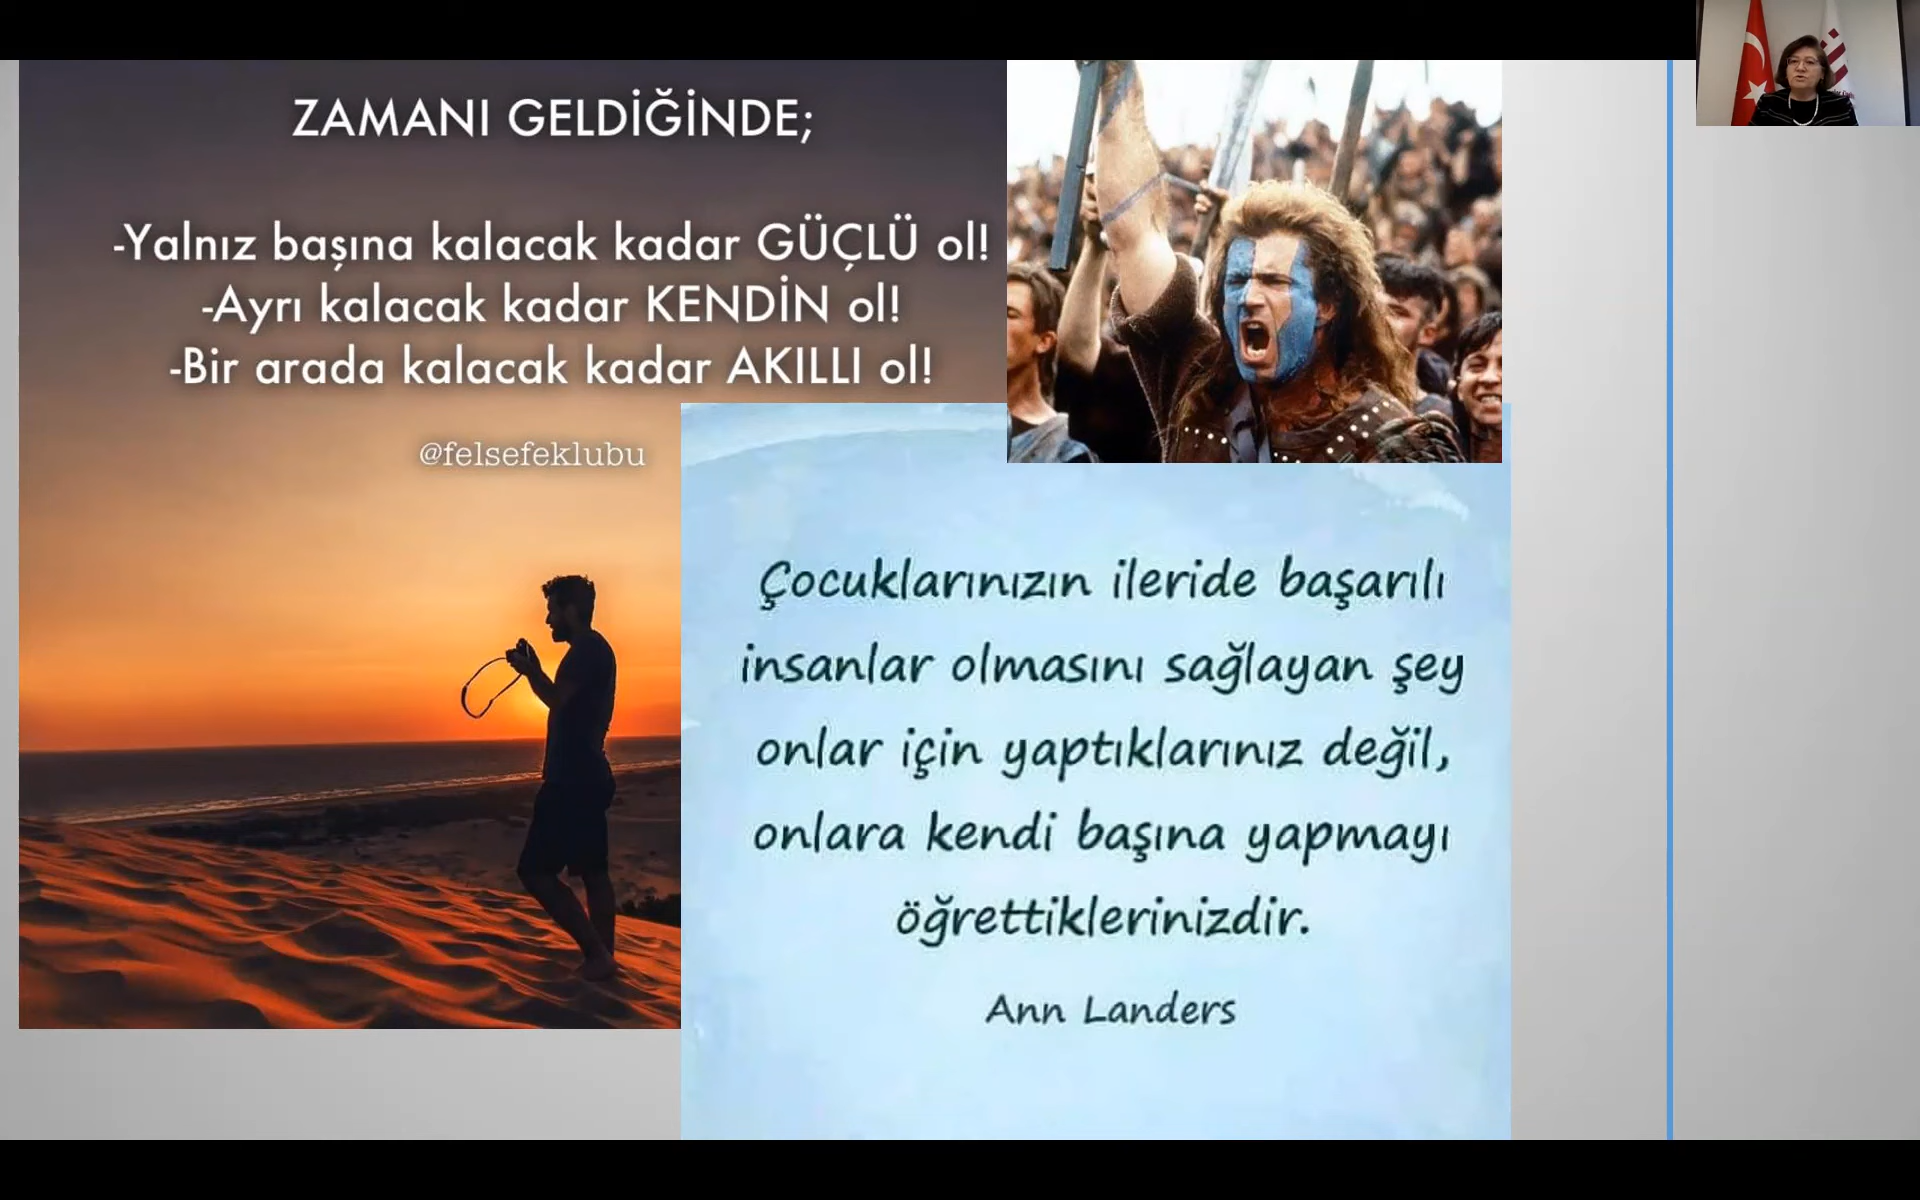 ZAMANI GELDİĞİNDE;
-Yalnız başına kalacak kadar GÜÇLÜ ol!
-Ayrı kalacak kadar KENDİN ol!
-Bir arada kalacak kadar AKILLI ol!
@felsefeklubu
Çocuklarınızın ileride başarılı
insanlar olmasını sağlayan şey
onlar için yaptıklarınız değil,
onlara kendi başına yapmayı
öğrettiklerinizdir.
Ann Landers